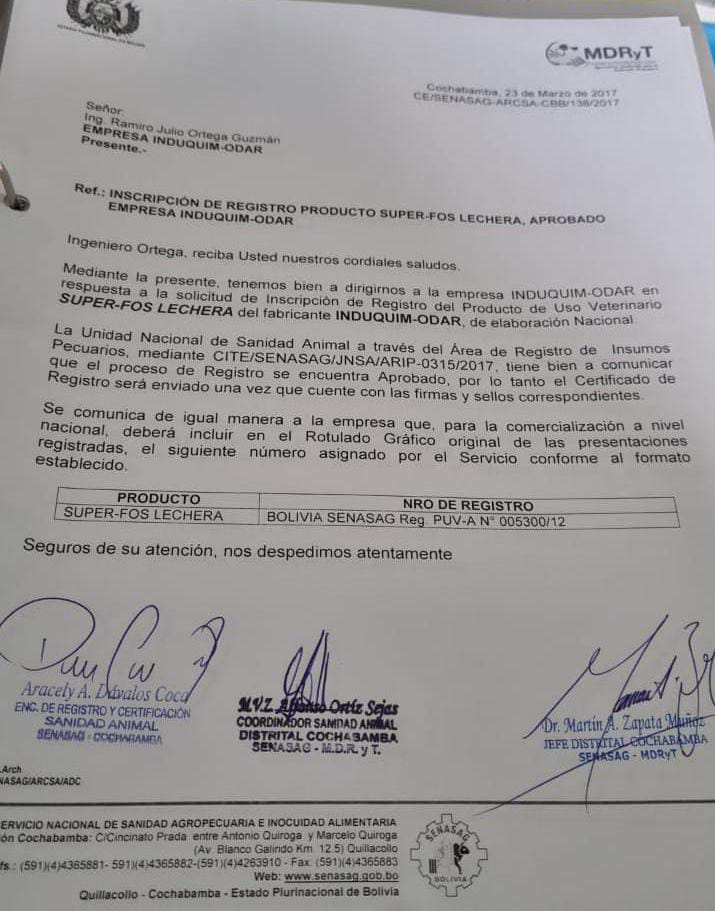 ESTADO PLURINACIONAL DE BOLIVIA
MDRyT
Cochabamba, 23 de Marzo de 2017
CE/SENASAG-ARCSA-CBB/138/2017
Señor
Ing. Ramiro Julio Ortega Guzmán
EMPRESA INDUQUIM-ODAR
Presente.-
Ref.: INSCRIPCIÓN DE REGISTRO PRODUCTO SUPER-FOS LECHERA, APROBADO
EMPRESA INDUQUIM-ODAR
Ingeniero Ortega, reciba Usted nuestros cordiales saludos.
Mediante la presente, tenemos bien a dirigirnos a la empresa INDUQUIM-ODAR en
respuesta a la solicitud de Inscripción de Registro del Producto de Uso Veterinario
SUPER-FOS LECHERA del fabricante INDUQUIM-ODAR, de elaboración Nacional.
La Unidad Nacional de Sanidad Animal a través del Área de Registro de Insumos
Pecuarios, mediante CITE/SENASAG/JNSA/ARIP-0315/2017, tiene bien a comunicar
que el proceso de Registro se encuentra Aprobado, por lo tanto el Certificado de
Registro será enviado una vez que cuente con las firmas y sellos correspondientes.
Se comunica de igual manera a la empresa que, para la comercialización a nivel
nacional, deberá incluir en el Rotulado Gráfico original de las presentaciones
registradas, el siguiente número asignado por el Servicio conforme al formato
establecido.
PRODUCTO NRO DE REGISTRO
SUPER-FOS LECHERA BOLIVIA SENASAG Reg. PUV-A N° 005300/12
Seguros de su atención, nos despedimos atentamente
Aracely A. Dávalos Coca
ENC. DE REGISTRO Y CERTIFICACIÓN
SANIDAD ANIMAL
SENASAG - COCHABAMBA
M.V.Z. Alfonso Ortíz Sejas
COORDINADOR SANIDAD ANIMAL
DISTRITAL COCHABAMBA
SENASAG - M.D.R. y T.
Dr. Martín A. Zapata Muñoz
JEFE DISTRITAL COCHABAMBA
SENASAG - MDRyT
.Arch
NASAG/ARCSA/ADC
ERVICIO NACIONAL DE SANIDAD AGROPECUARIA E INOCUIDAD ALIMENTARIA
ón Cochabamba: C/Cincinato Prada entre Antonio Quiroga y Marcelo Quiroga
(Av. Blanco Galindo Km. 12.5) Quillacollo
fs.: (591)(4)4365881- 591)(4)4365882-(591)(4)4263910 - Fax: (591)(4)4365883
Web: www.senasag.gob.bo
Quillacollo - Cochabamba - Estado Plurinacional de Bolivia
SENASAG
BOLIVIA